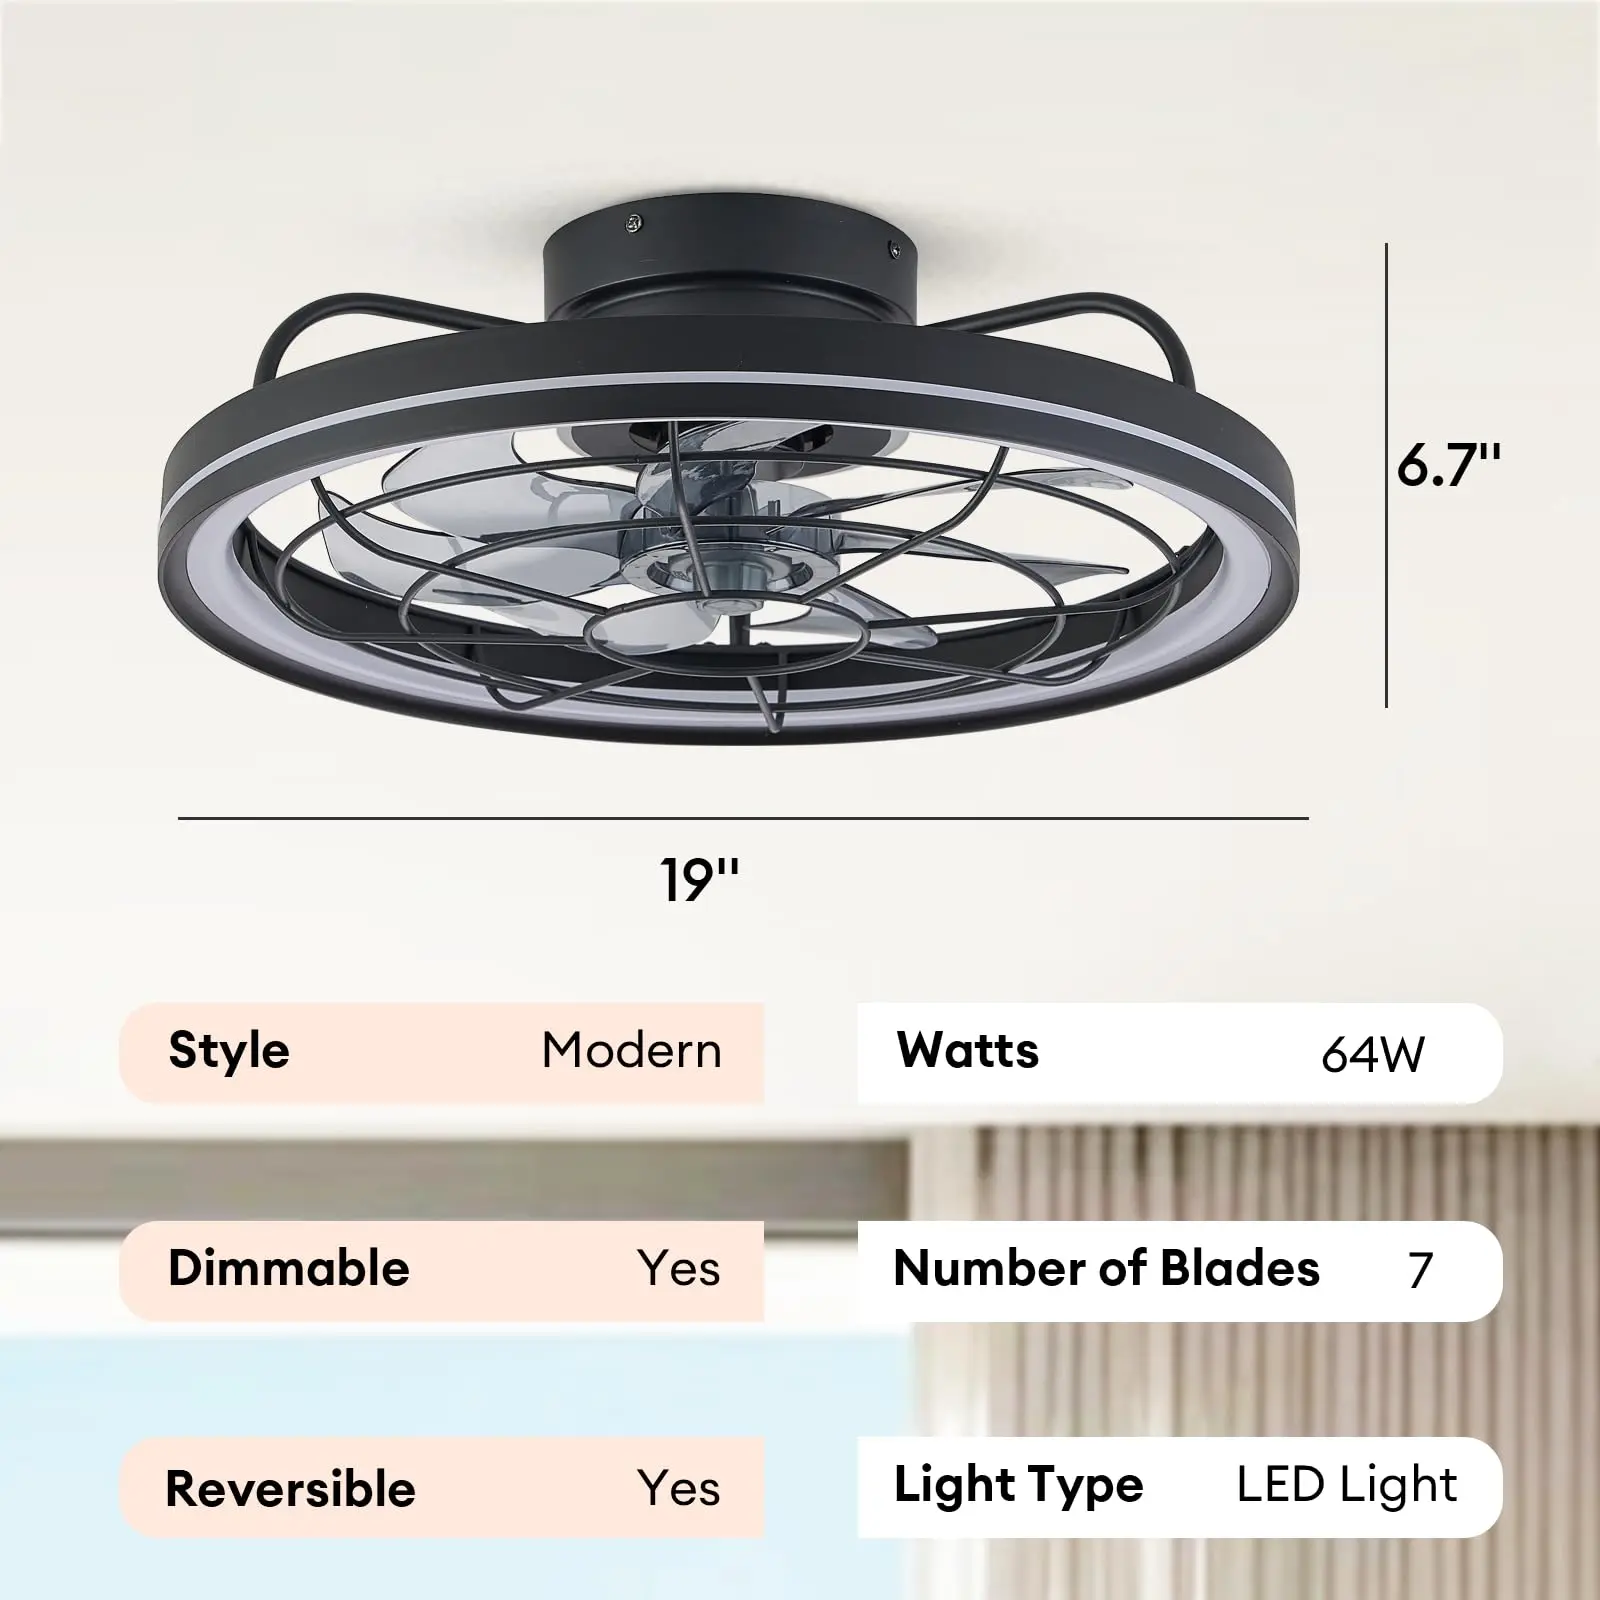 6.7"
19"
Style Modern
Watts 64W
Dimmable Yes
Number of Blades 7
Reversible Yes
Light Type LED Light